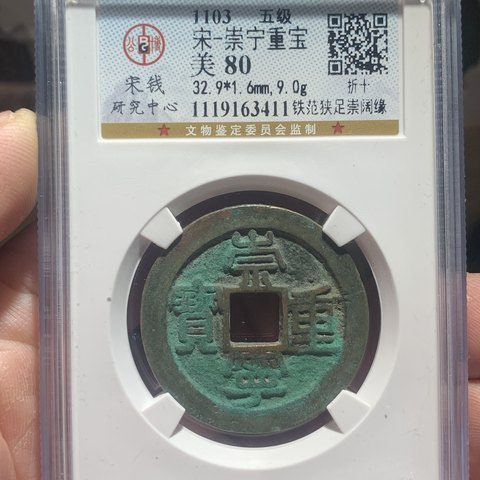 1103 五级
宋-崇宁重宝
美 80
32.9*1.6mm,9.0g 折十
1119163411 铁范狭足崇阔缘
宋钱
研究中心
★ 文物鉴定委员会监制 ★
崇寧重寳